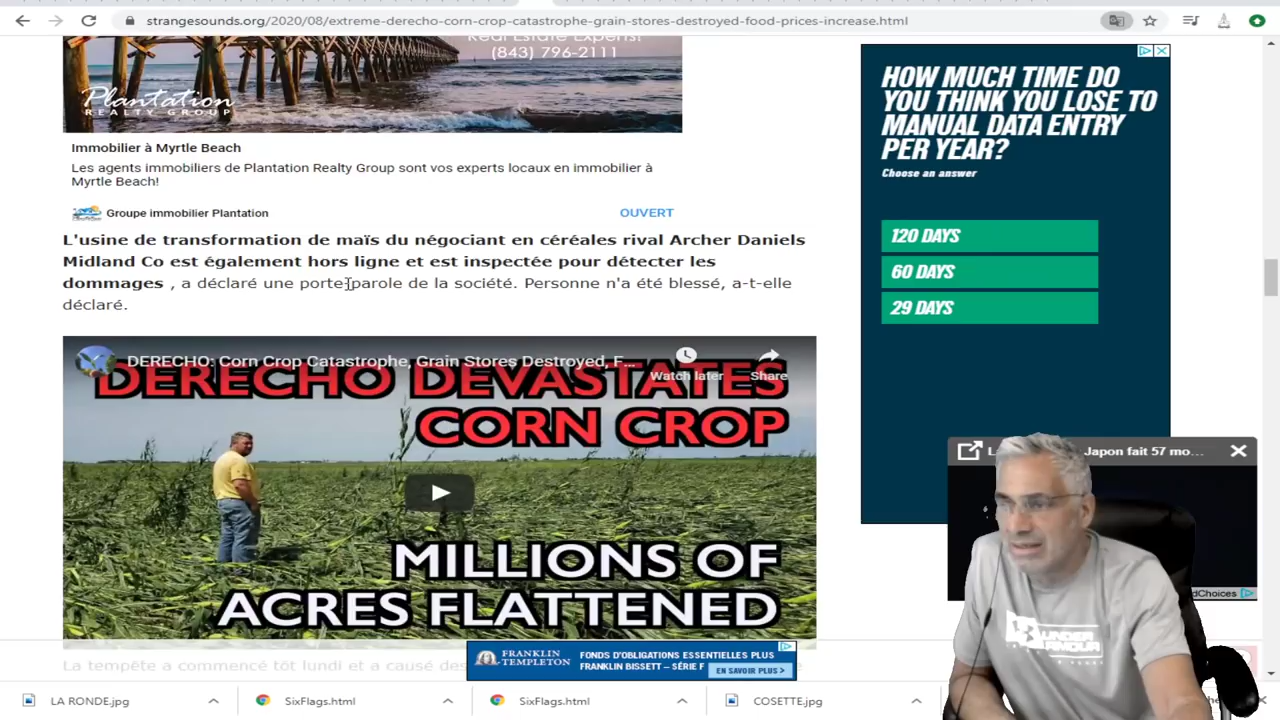 strangesounds.org/2020/08/extreme-derecho-corn-crop-catastrophe-grain-stores-destroyed-food-prices-increase.html
Real Estate Experts!
(843) 796-2111
Plantation
REALTY GROUP
Immobilier à Myrtle Beach
Les agents immobiliers de Plantation Realty Group sont vos experts locaux en immobilier à
Myrtle Beach!
Groupe immobilier Plantation
OUVERT
L'usine de transformation de maïs du négociant en céréales rival Archer Daniels
Midland Co est également hors ligne et est inspectée pour détecter les
dommages , a déclaré une porte-parole de la société. Personne n'a été blessé, a-t-elle
déclaré.
DERECHO: Corn Crop Catastrophe, Grain Stores Destroyed, F...
Watch later
Share
DERECHO DEVASTATES
CORN CROP
MILLIONS OF
ACRES FLATTENED
La tempête a commencé tôt lundi et a causé des
HOW MUCH TIME DO
YOU THINK YOU LOSE TO
MANUAL DATA ENTRY
PER YEAR?
Choose an answer
120 DAYS
60 DAYS
29 DAYS
Japon fait 57 mo...
dChoices
UNDER
ARMOUR
FRANKLIN
TEMPLETON
FONDS D'OBLIGATIONS ESSENTIELLES PLUS
FRANKLIN BISSETT – SÉRIE F
EN SAVOIR PLUS >
LA RONDE.jpg
SixFlags.html
SixFlags.html
COSETTE.jpg